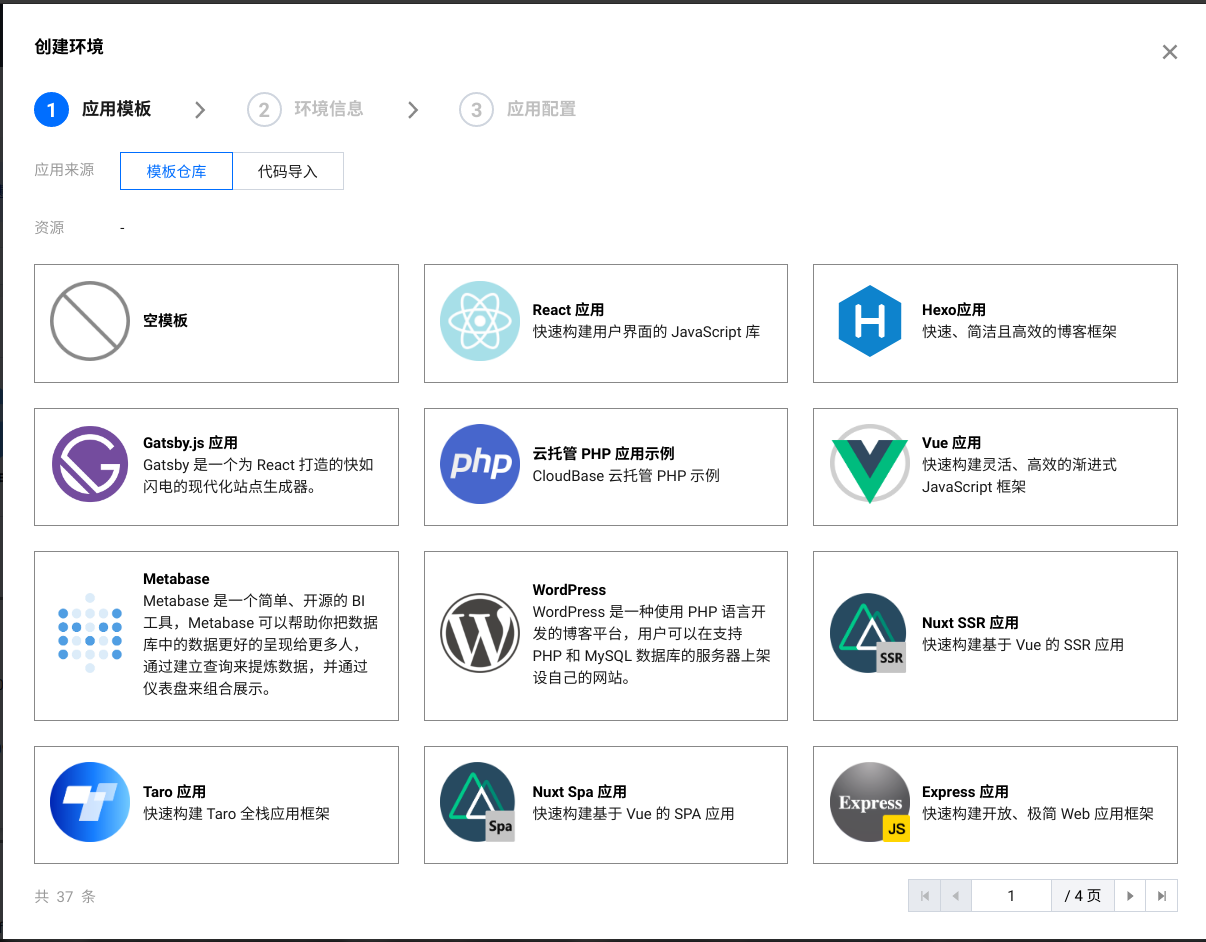 创建环境
1 应用模板 2 环境信息 3 应用配置
应用来源 模板仓库 代码导入
资源 -
空模板
React 应用
快速构建用户界面的 JavaScript 库
Hexo应用
快速、简洁且高效的博客框架
Gatsby.js 应用
Gatsby 是一个为 React 打造的快如
闪电的现代化站点生成器。
php
云托管 PHP 应用示例
CloudBase 云托管 PHP 示例
Vue 应用
快速构建灵活、高效的渐进式
JavaScript 框架
Metabase
Metabase 是一个简单、开源的 BI
工具，Metabase 可以帮助你把数据
库中的数据更好的呈现给更多人，
通过建立查询来提炼数据，并通过
仪表盘来组合展示。
WordPress
WordPress 是一种使用 PHP 语言开
发的博客平台，用户可以在支持
PHP 和 MySQL 数据库的服务器上架
设自己的网站。
SSR
Nuxt SSR 应用
快速构建基于 Vue 的 SSR 应用
Taro 应用
快速构建 Taro 全栈应用框架
Spa
Nuxt Spa 应用
快速构建基于 Vue 的 SPA 应用
Express
JS
Express 应用
快速构建开放、极简 Web 应用框架
共 37 条
1 / 4 页